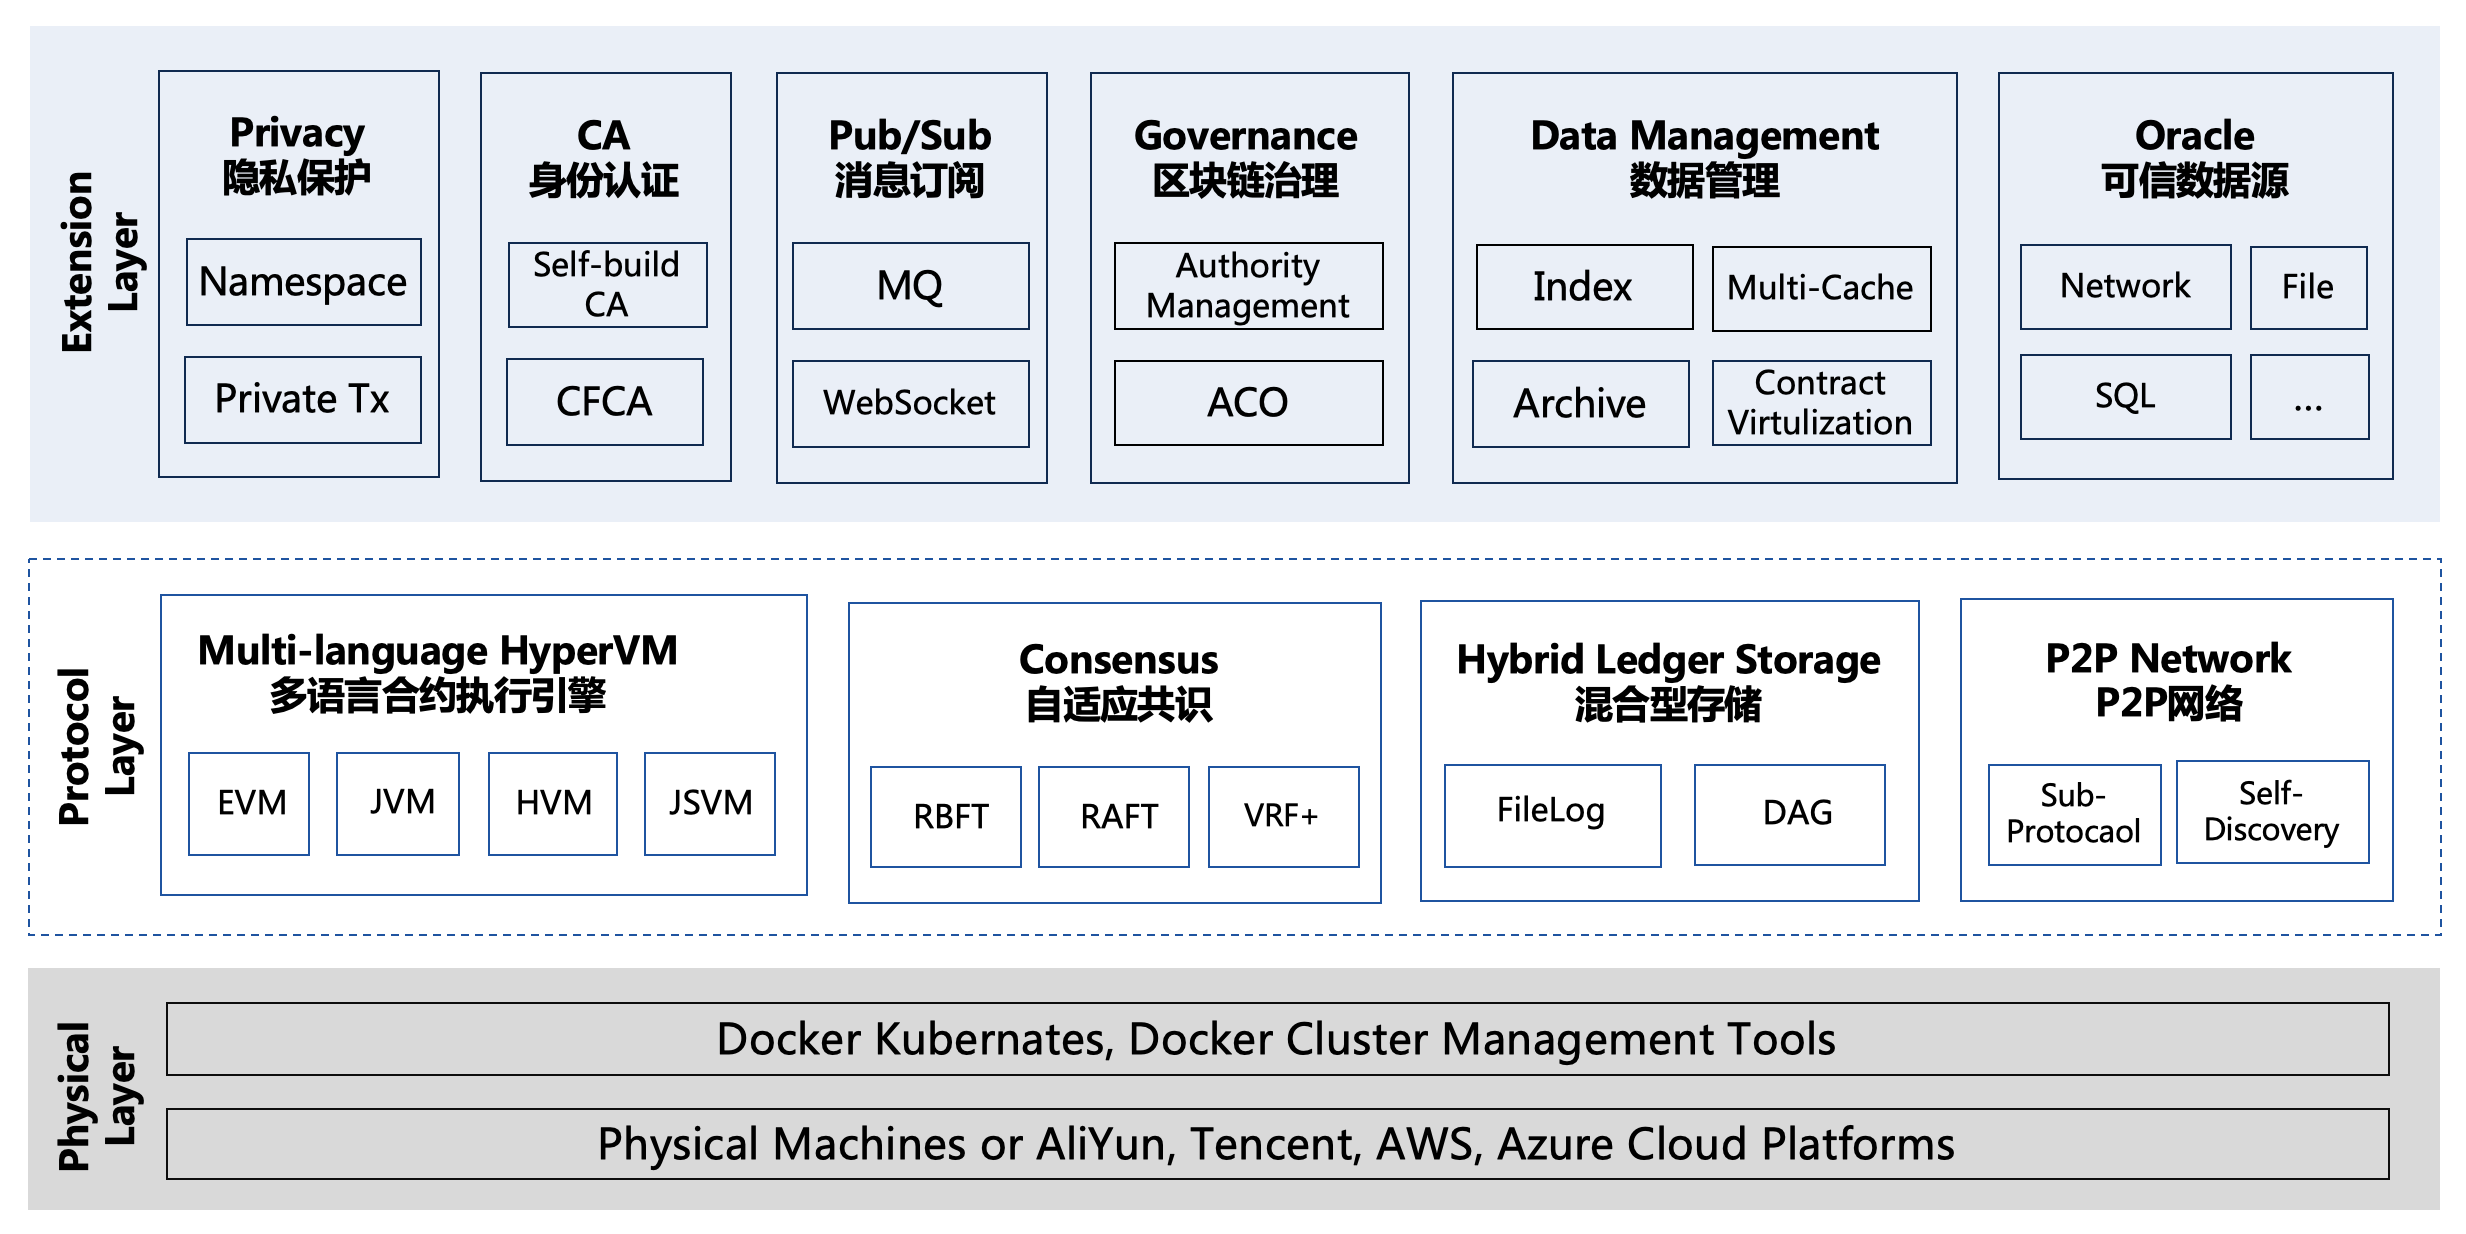 Extension
Layer
Privacy
隐私保护
Namespace
Private Tx
CA
身份认证
Self-build
CA
CFCA
Pub/Sub
消息订阅
MQ
WebSocket
Governance
区块链治理
Authority
Management
ACO
Data Management
数据管理
Index
Multi-Cache
Archive
Contract
Virtulization
Oracle
可信数据源
Network
File
SQL
...
Protocol
Layer
Multi-language HyperVM
多语言合约执行引擎
EVM
JVM
HVM
JSVM
Consensus
自适应共识
RBFT
RAFT
VRF+
Hybrid Ledger Storage
混合型存储
FileLog
DAG
P2P Network
P2P网络
Sub-
Protocaol
Self-
Discovery
Physical
Layer
Docker Kubernates, Docker Cluster Management Tools
Physical Machines or AliYun, Tencent, AWS, Azure Cloud Platforms